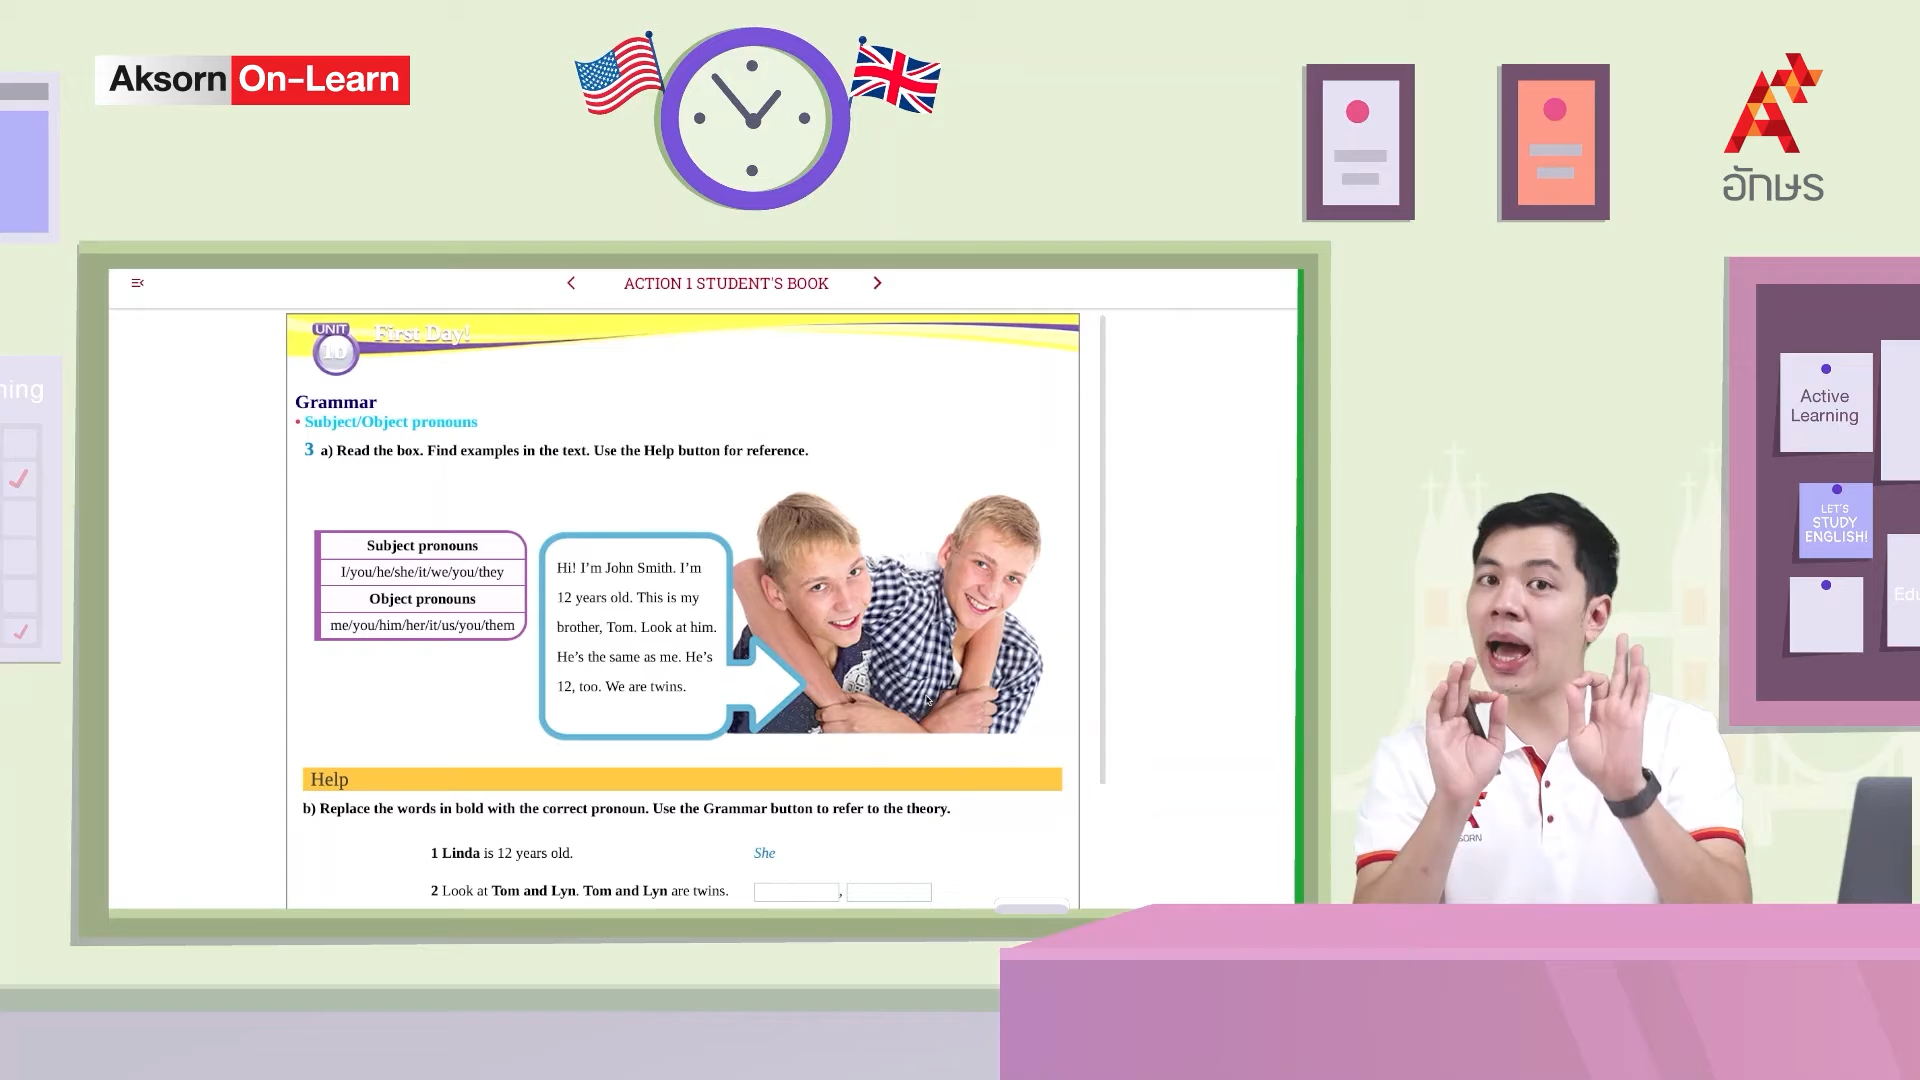 Aksorn On-Learn
อักษร
ACTION 1 STUDENT'S BOOK
UNIT
1b
First Day!
Grammar
• Subject/Object pronouns
3 a) Read the box. Find examples in the text. Use the Help button for reference.
Subject pronouns
I/you/he/she/it/we/you/they
Object pronouns
me/you/him/her/it/us/you/them
Hi! I'm John Smith. I'm
12 years old. This is my
brother, Tom. Look at him.
He's the same as me. He's
12, too. We are twins.
Help
b) Replace the words in bold with the correct pronoun. Use the Grammar button to refer to the theory.
1 Linda is 12 years old. She
2 Look at Tom and Lyn. Tom and Lyn are twins. ,
Active
Learning
LET'S
STUDY
ENGLISH!